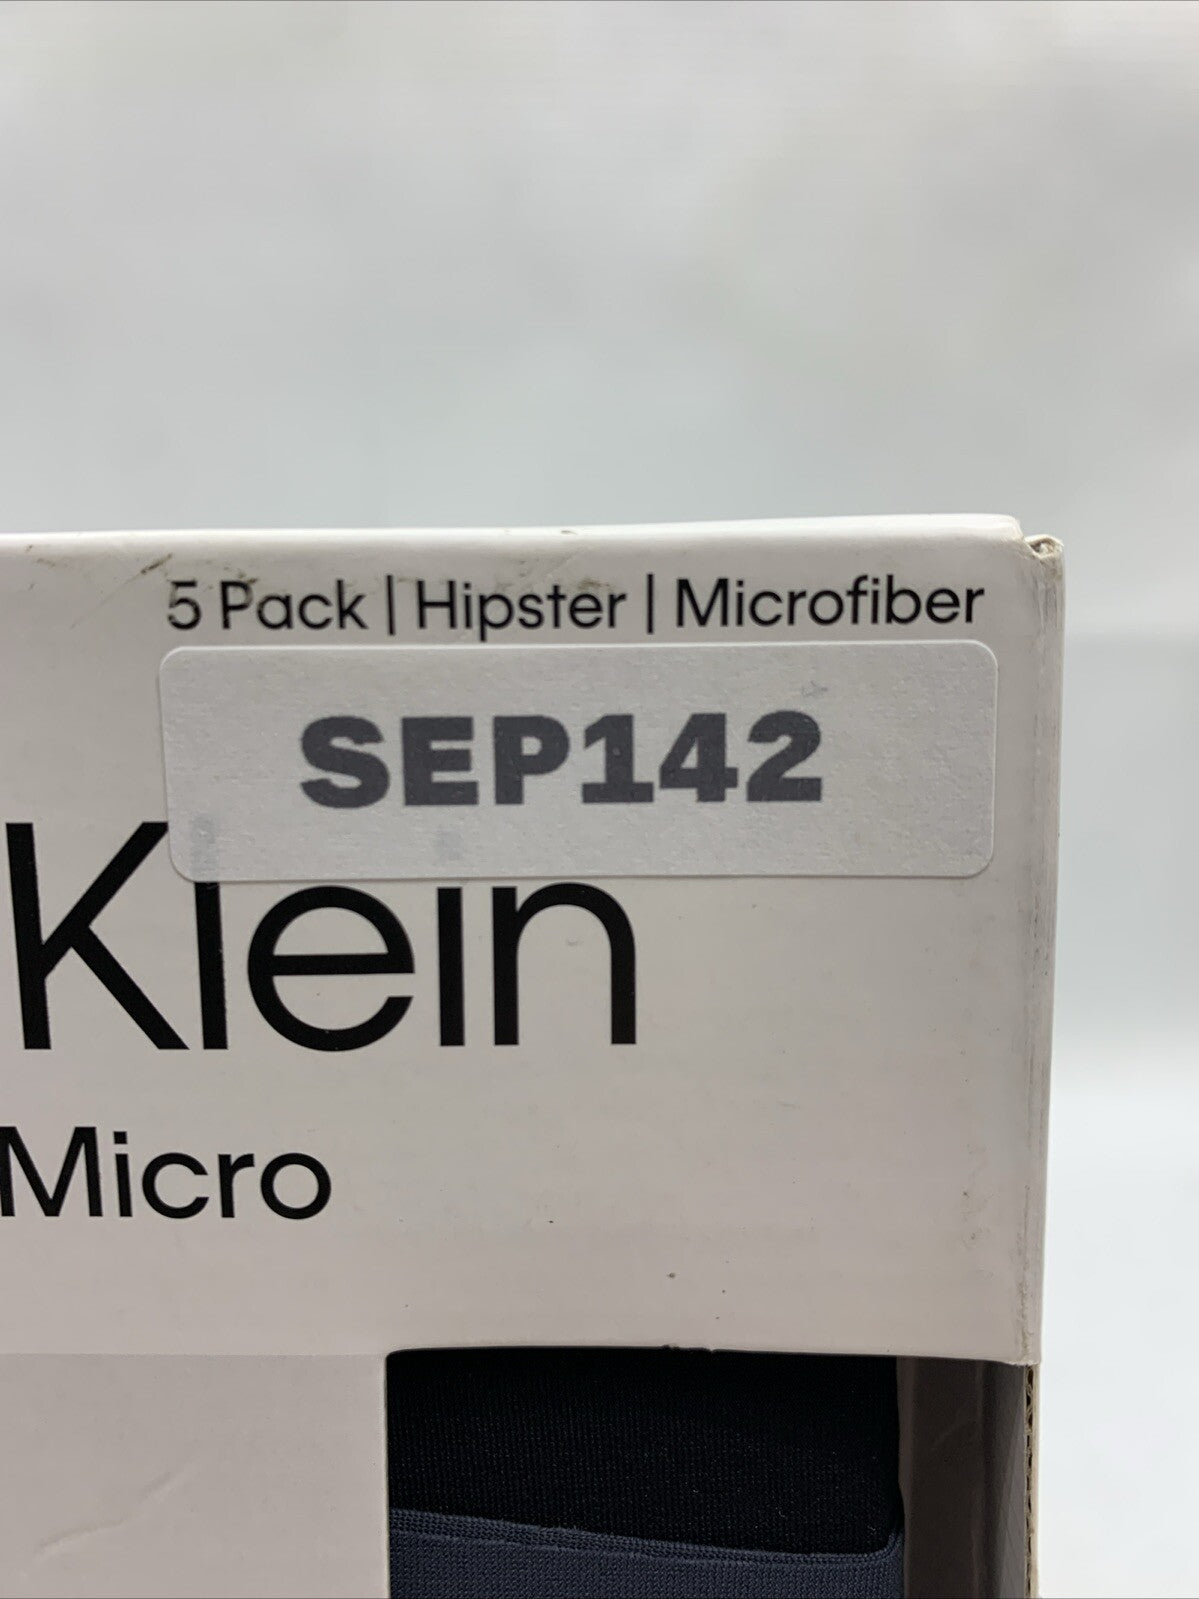 5 Pack | Hipster | Microfiber
SEP142
Klein
Micro